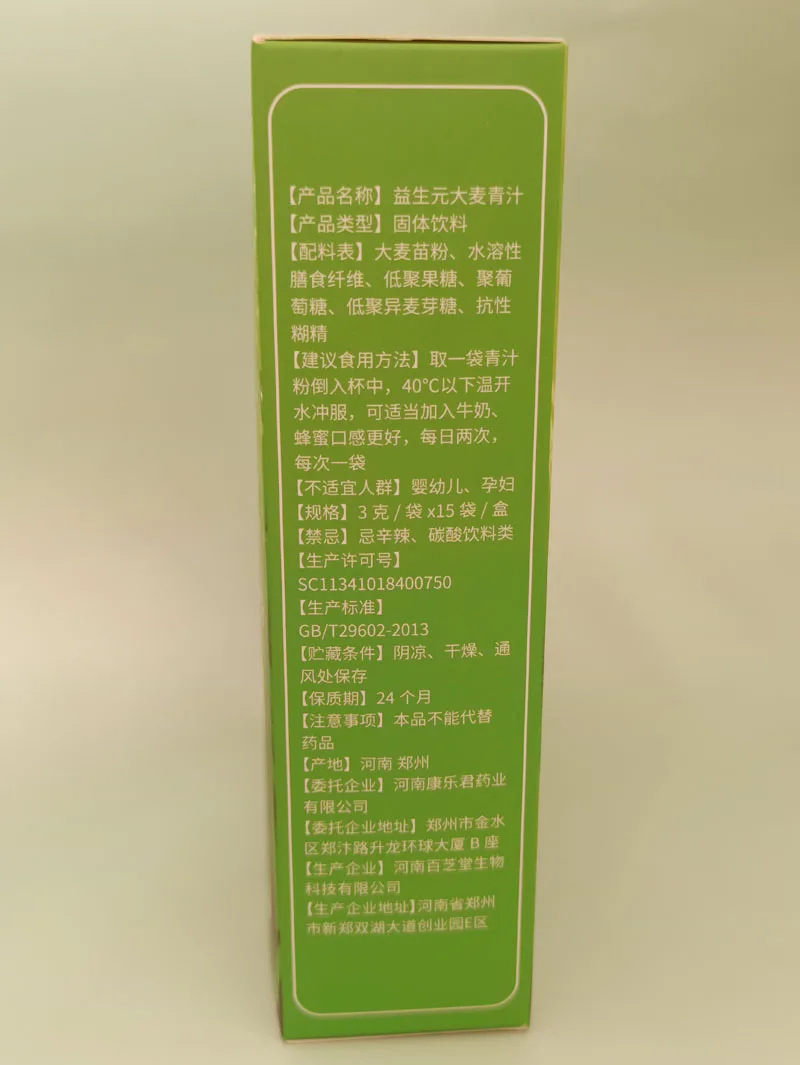 【产品名称】益生元大麦青汁
【产品类型】固体饮料
【配料表】大麦苗粉、水溶性
膳食纤维、低聚果糖、聚葡
萄糖、低聚异麦芽糖、抗性
糊精
【建议食用方法】取一袋青汁
粉倒入杯中，40℃以下温开
水冲服，可适当加入牛奶、
蜂蜜口感更好，每日两次，
每次一袋
【不适宜人群】婴幼儿、孕妇
【规格】3 克 / 袋 x15 袋 / 盒
【禁忌】忌辛辣、碳酸饮料类
【生产许可号】
SC11341018400750
【生产标准】
GB/T29602-2013
【贮藏条件】阴凉、干燥、通
风处保存
【保质期】24 个月
【注意事项】本品不能代替
药品
【产地】河南 郑州
【委托企业】河南康乐君药业
有限公司
【委托企业地址】郑州市金水
区郑汴路升龙环球大厦 B 座
【生产企业】河南百芝堂生物
科技有限公司
【生产企业地址】河南省郑州
市新郑双湖大道创业园E区